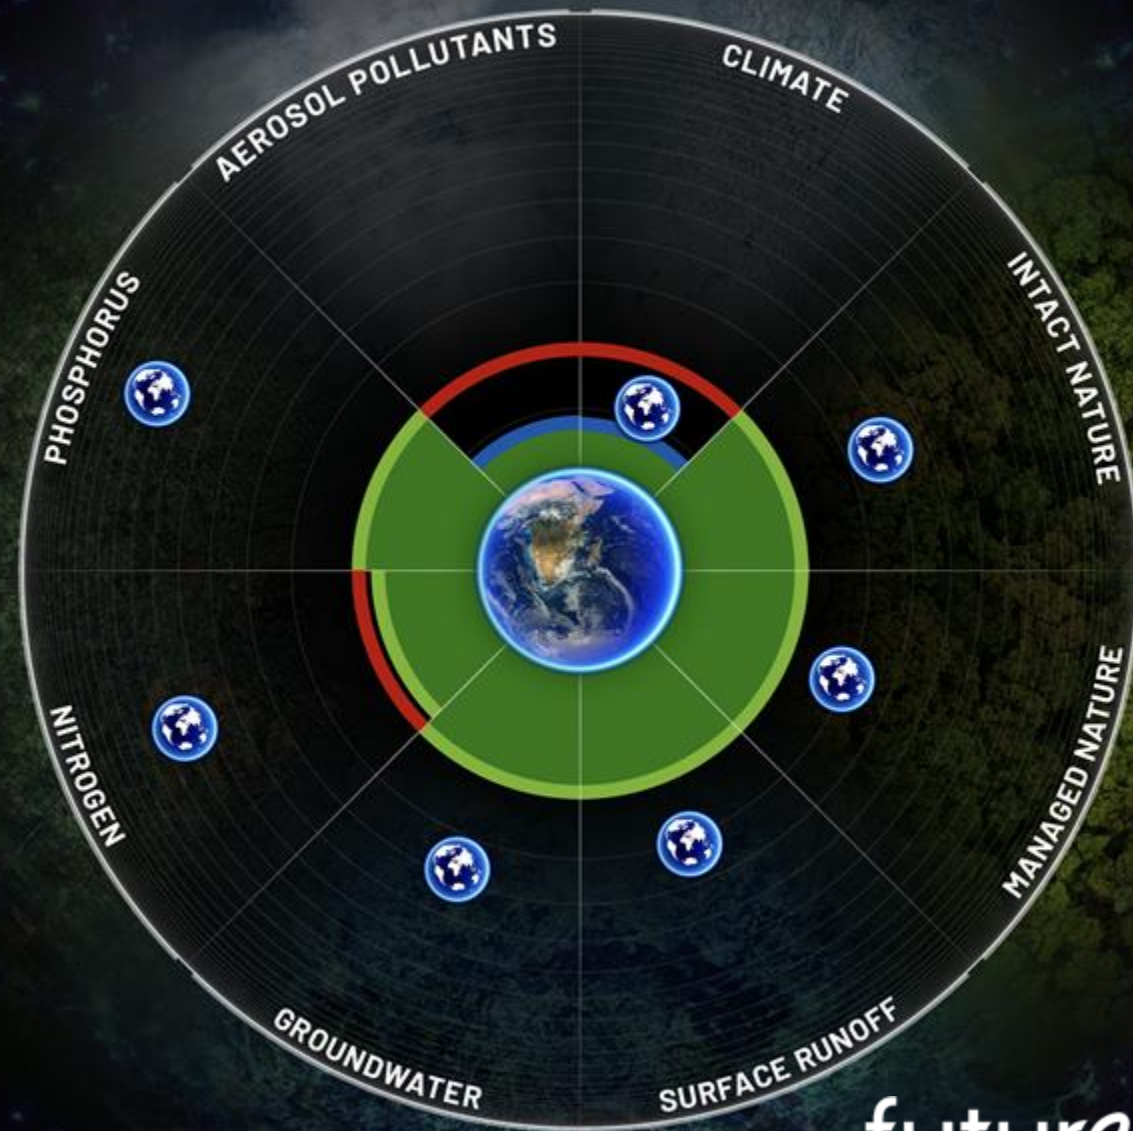 AEROSOL POLLUTANTS
CLIMATE
PHOSPHORUS
INTACT NATURE
NITROGEN
MANAGED NATURE
GROUNDWATER
SURFACE RUNOFF